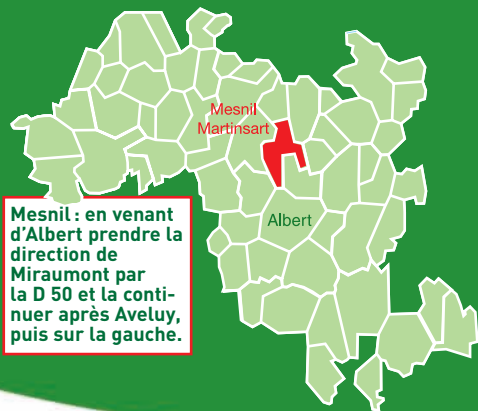 Mesnil
Martinsart
Albert
Mesnil : en venant
d'Albert prendre la
direction de
Miraumont par
la D 50 et la conti-
nuer après Aveluy,
puis sur la gauche.